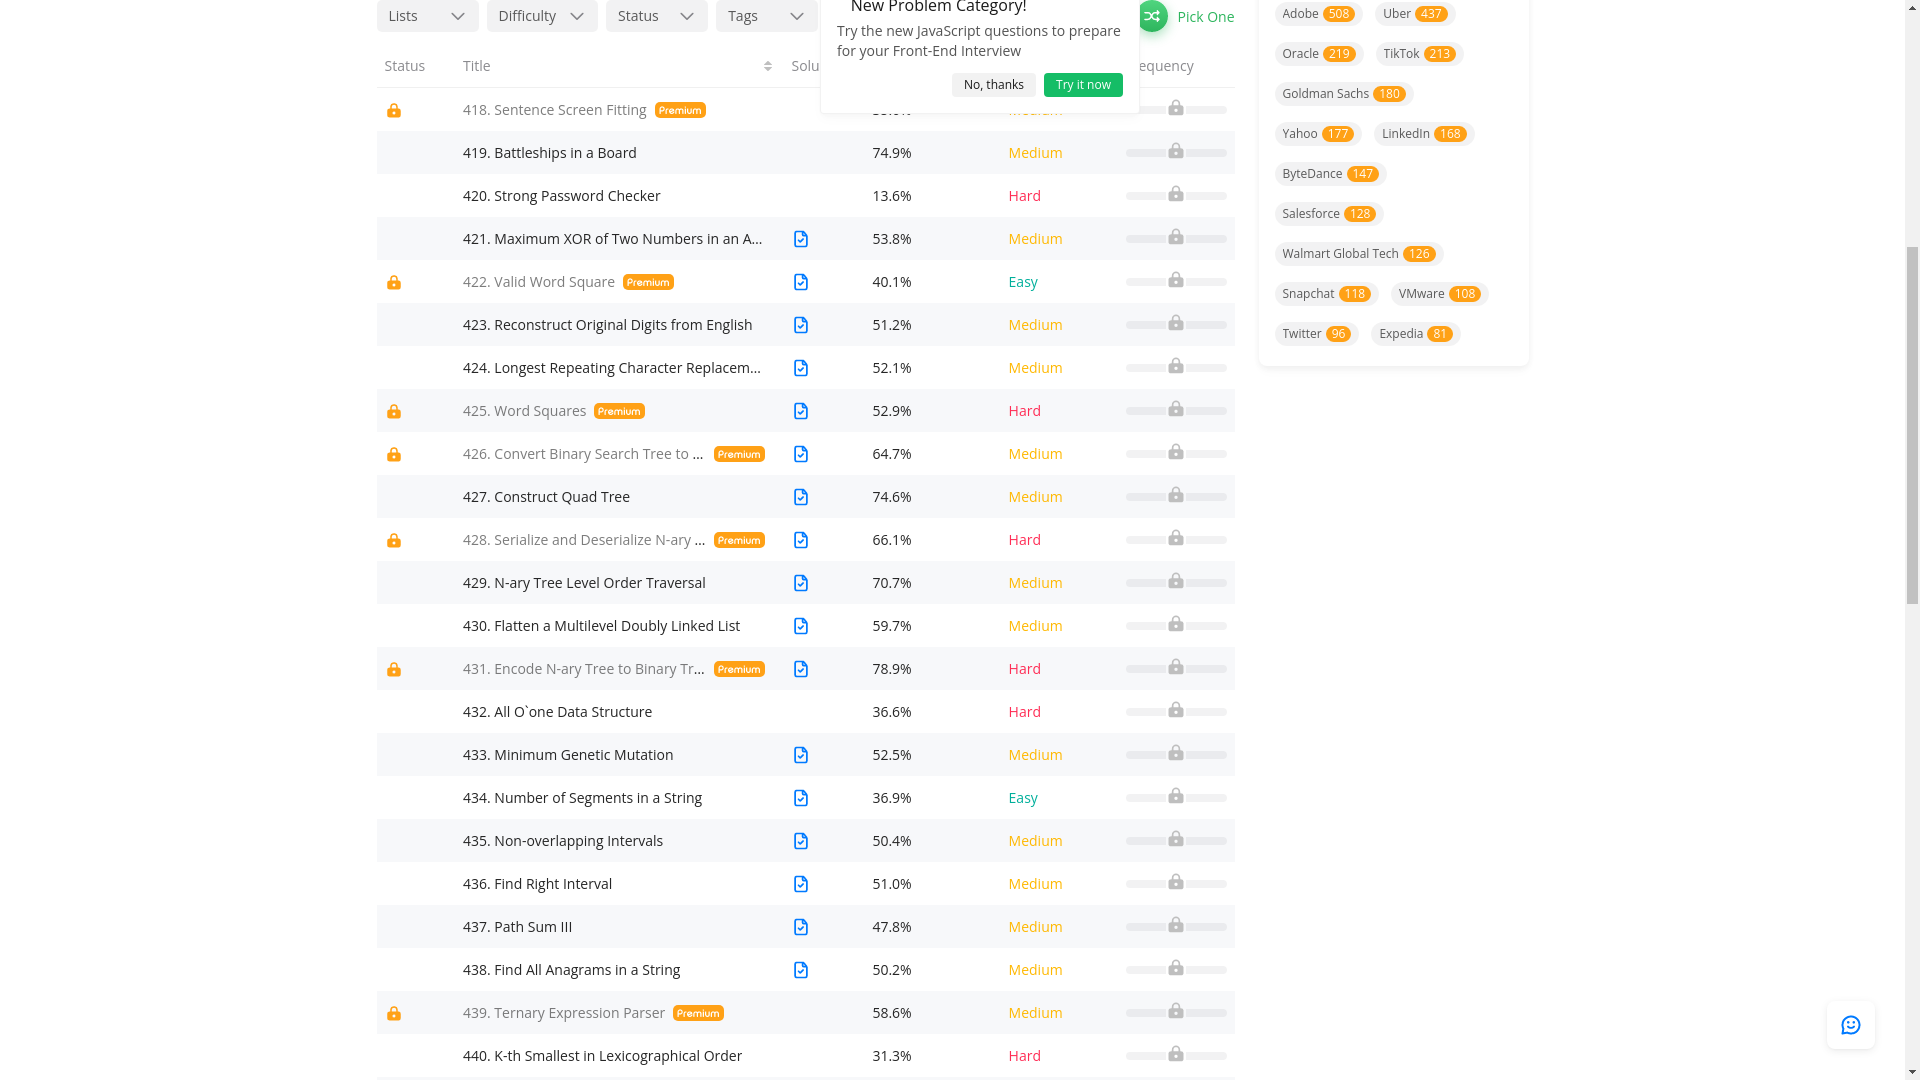 Lists
Difficulty
Status
Tags
New Problem Category!
Try the new JavaScript questions to prepare
for your Front-End Interview
No, thanks
Try it now
Pick One
Status
Title
418. Sentence Screen Fitting Premium
419. Battleships in a Board 74.9% Medium
420. Strong Password Checker 13.6% Hard
421. Maximum XOR of Two Numbers in an A... 53.8% Medium
422. Valid Word Square Premium 40.1% Easy
423. Reconstruct Original Digits from English 51.2% Medium
424. Longest Repeating Character Replacem... 52.1% Medium
425. Word Squares Premium 52.9% Hard
426. Convert Binary Search Tree to ... Premium 64.7% Medium
427. Construct Quad Tree 74.6% Medium
428. Serialize and Deserialize N-ary ... Premium 66.1% Hard
429. N-ary Tree Level Order Traversal 70.7% Medium
430. Flatten a Multilevel Doubly Linked List 59.7% Medium
431. Encode N-ary Tree to Binary Tr... Premium 78.9% Hard
432. All O`one Data Structure 36.6% Hard
433. Minimum Genetic Mutation 52.5% Medium
434. Number of Segments in a String 36.9% Easy
435. Non-overlapping Intervals 50.4% Medium
436. Find Right Interval 51.0% Medium
437. Path Sum III 47.8% Medium
438. Find All Anagrams in a String 50.2% Medium
439. Ternary Expression Parser Premium 58.6% Medium
440. K-th Smallest in Lexicographical Order 31.3% Hard
Adobe 508 Uber 437
Oracle 219 TikTok 213
Goldman Sachs 180
Yahoo 177 LinkedIn 168
ByteDance 147
Salesforce 128
Walmart Global Tech 126
Snapchat 118 VMware 108
Twitter 96 Expedia 81